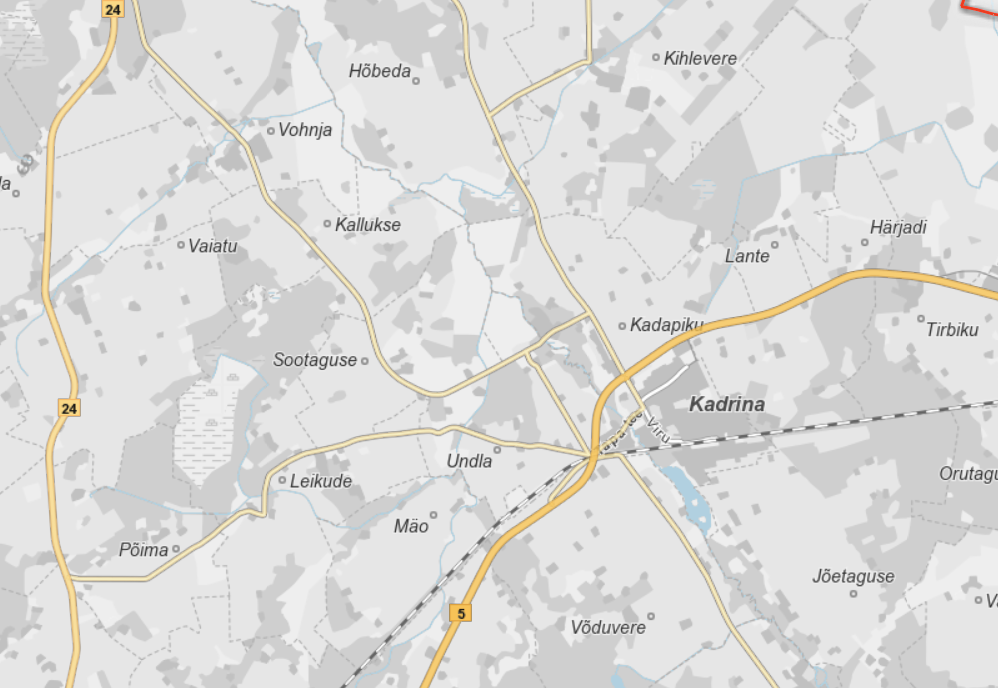 24
Kihlevere
Hõbeda
Vohnja
Kallukse
Härjadi
Vaiatu
Lante
Kadapiku
Tirbiku
Sootaguse
24
Kadrina
Viru
Undla
Leikude
Mäo
Põima
Jõetaguse
5
Võduvere